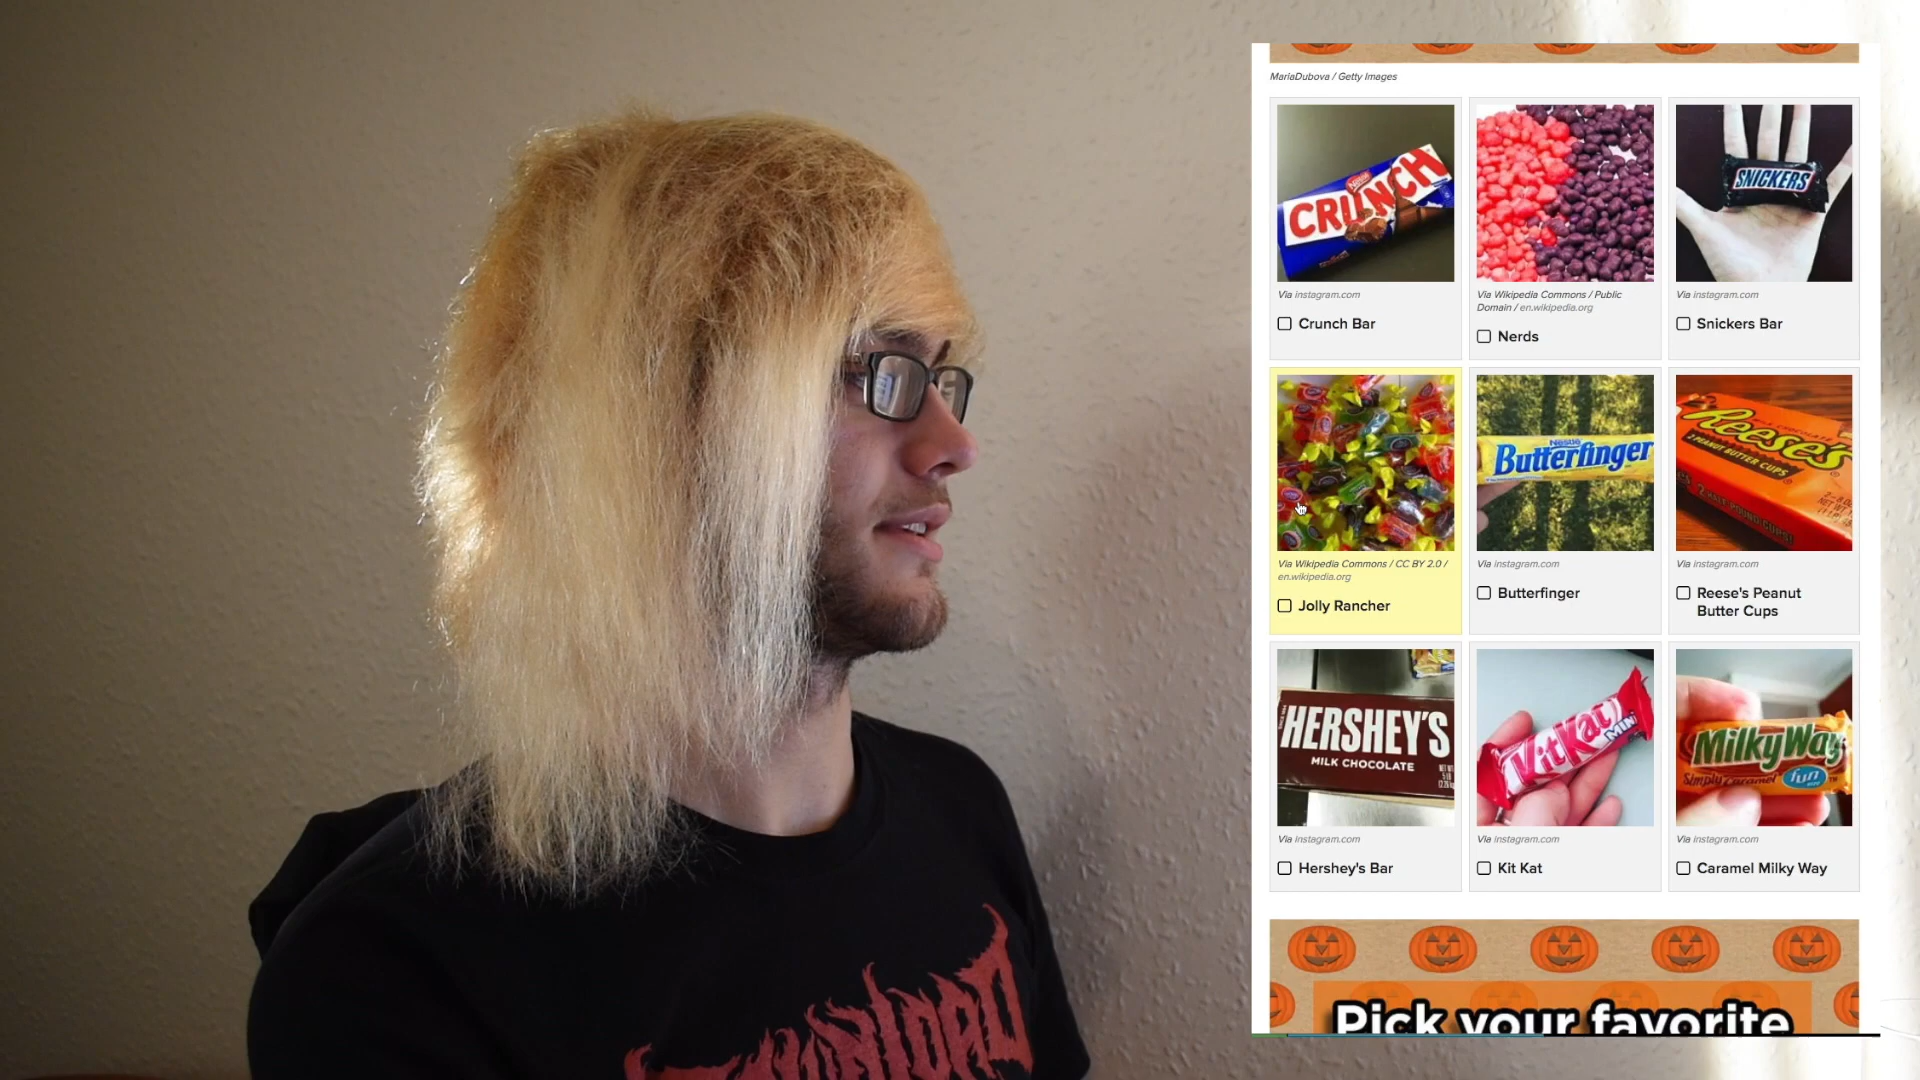 MariaDubova / Getty Images
CRUNCH
SNICKERS
Via instagram.com
Via Wikipedia Commons / Public
Domain / en.wikipedia.org
Via instagram.com
Crunch Bar
Nerds
Snickers Bar
Nestlé
Butterfinger
Reese's
2 PEANUT BUTTER CUPS
Via Wikipedia Commons / CC BY 2.0 /
en.wikipedia.org
Via instagram.com
Via instagram.com
Jolly Rancher
Butterfinger
Reese's Peanut
Butter Cups
HERSHEY'S
MILK CHOCOLATE
KitKat
MINI
MilkyWay
Simply Caramel
fun
Via instagram.com
Via instagram.com
Via instagram.com
Hershey's Bar
Kit Kat
Caramel Milky Way
Pick your favorite
DOWNLOAD